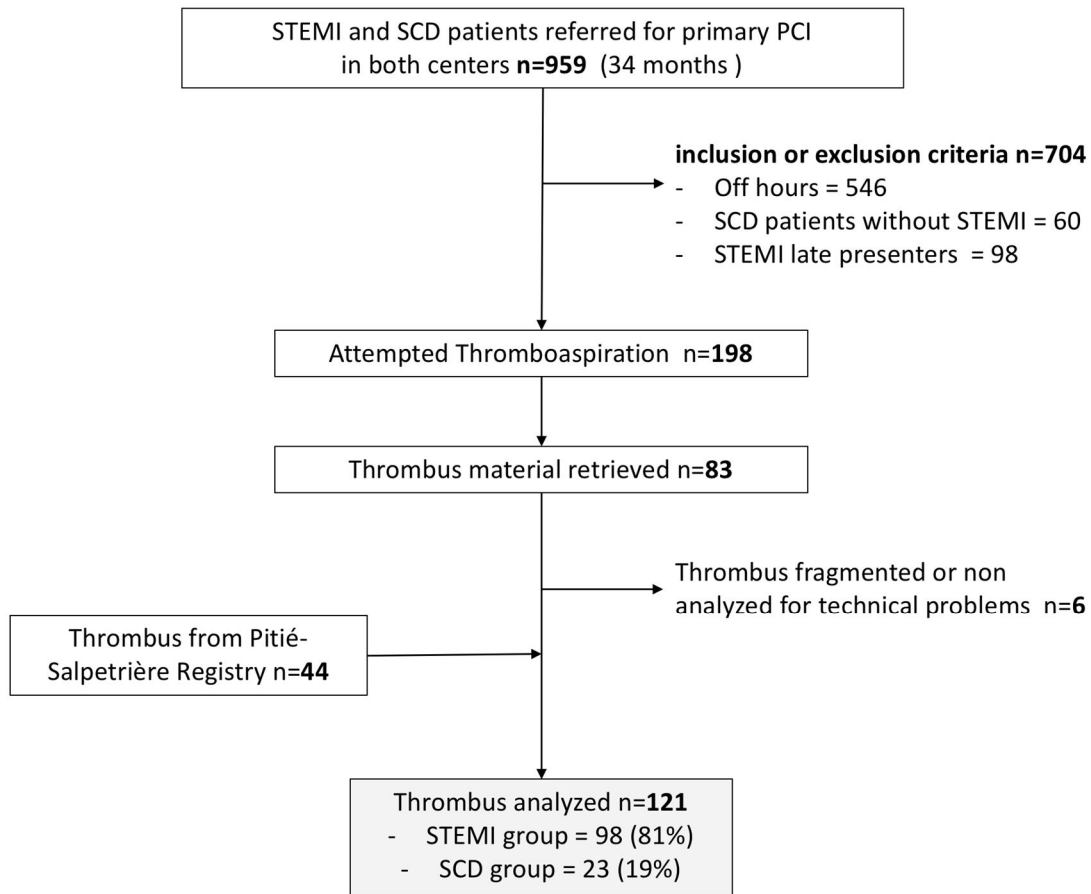 STEMI and SCD patients referred for primary PCI
in both centers n=959 (34 months )
inclusion or exclusion criteria n=704
- Off hours = 546
- SCD patients without STEMI = 60
- STEMI late presenters = 98
Attempted Thromboaspiration n=198
Thrombus material retrieved n=83
Thrombus fragmented or non
analyzed for technical problems n=6
Thrombus from Pitié-
Salpetrière Registry n=44
Thrombus analyzed n=121
- STEMI group = 98 (81%)
- SCD group = 23 (19%)